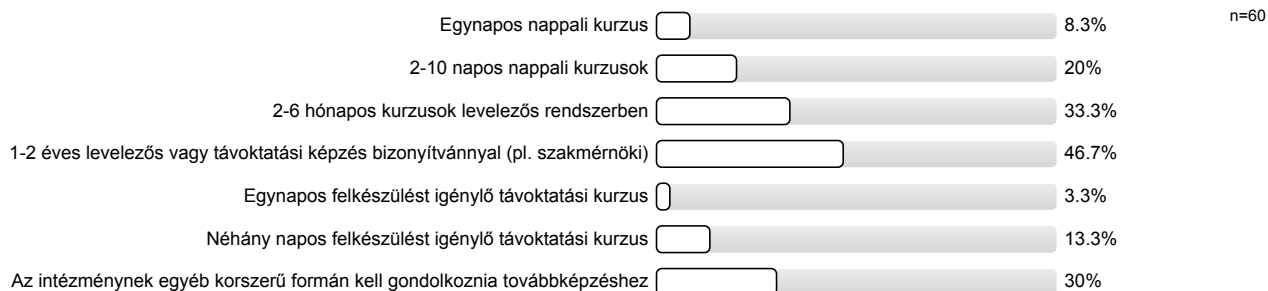 Egynapos nappali kurzus 8.3% n=60
2-10 napos nappali kurzusok 20%
2-6 hónapos kurzusok levelezős rendszerben 33.3%
1-2 éves levelezős vagy távoktatási képzés bizonyítvánnyal (pl. szakmérnöki) 46.7%
Egynapos felkészülést igénylő távoktatási kurzus 3.3%
Néhány napos felkészülést igénylő távoktatási kurzus 13.3%
Az intézménynek egyéb korszerű formán kell gondolkoznia továbbképzéshez 30%